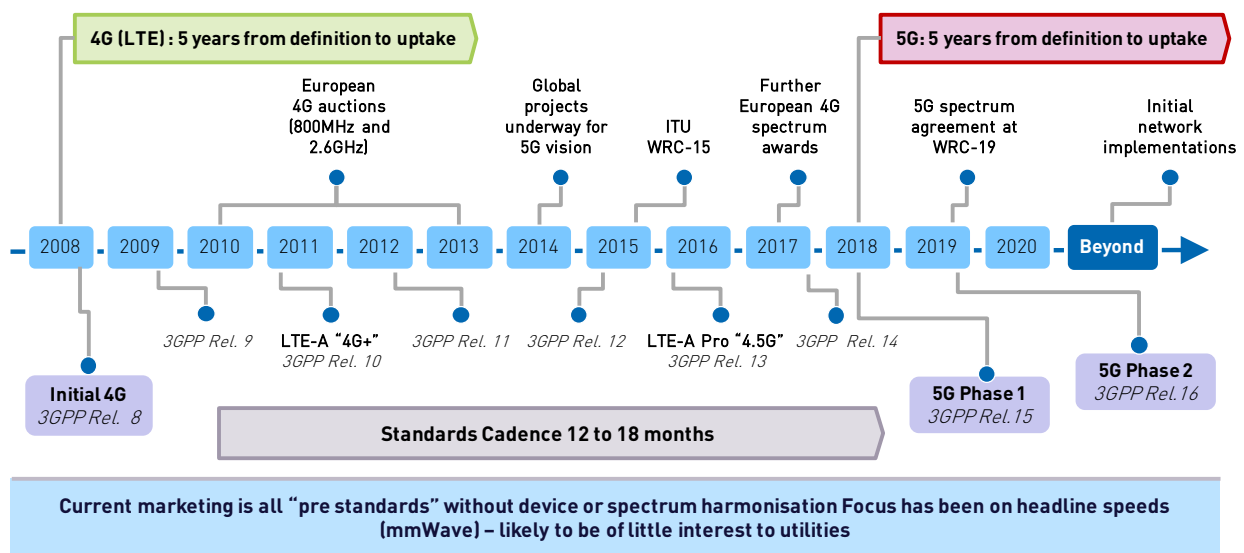 4G (LTE) : 5 years from definition to uptake
5G: 5 years from definition to uptake
European
4G auctions
(800MHz and
2.6GHz)
Global
projects
underway for
5G vision
ITU
WRC-15
Further
European 4G
spectrum
awards
5G spectrum
agreement at
WRC-19
Initial
network
implementations
2008
2009
2010
2011
2012
2013
2014
2015
2016
2017
2018
2019
2020
Beyond
3GPP Rel. 9
LTE-A “4G+”
3GPP Rel. 10
3GPP Rel. 11
3GPP Rel. 12
LTE-A Pro “4.5G”
3GPP Rel. 13
3GPP Rel. 14
Initial 4G
3GPP Rel. 8
5G Phase 1
3GPP Rel.15
5G Phase 2
3GPP Rel.16
Standards Cadence 12 to 18 months
Current marketing is all “pre standards” without device or spectrum harmonisation Focus has been on headline speeds
(mmWave) – likely to be of little interest to utilities